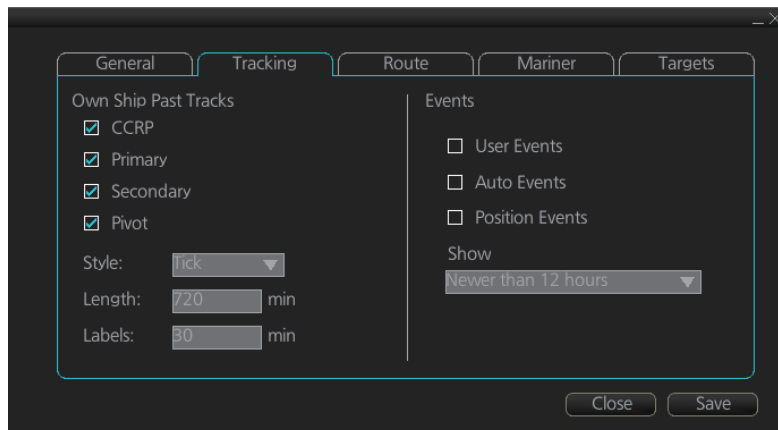 General
Tracking
Route
Mariner
Targets
Own Ship Past Tracks
CCRP
Primary
Secondary
Pivot
Style: Tick
Length: 720 min
Labels: 30 min
Events
User Events
Auto Events
Position Events
Show
Newer than 12 hours
Close
Save